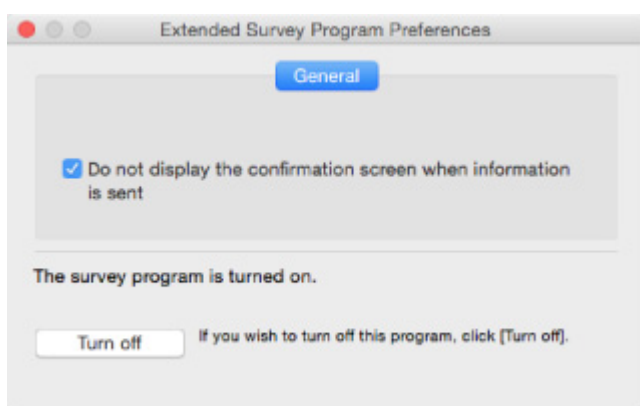 Extended Survey Program Preferences
General
Do not display the confirmation screen when information
is sent
The survey program is turned on.
Turn off
If you wish to turn off this program, click [Turn off].